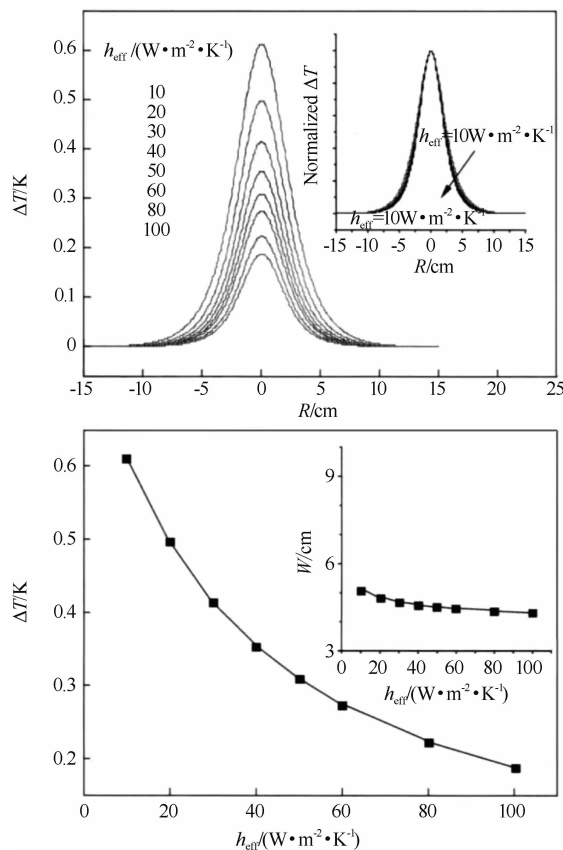 h_eff/(W•m⁻²•K⁻¹)
10
20
30
40
50
60
80
100
ΔT/K
0.6
0.5
0.4
0.3
0.2
0.1
0
-15 -10 -5 0 5 10 15 20 25
R/cm
Normalized ΔT
h_eff=10W•m⁻²•K⁻¹
h_eff=10W•m⁻²•K⁻¹
-15 -10 -5 0 5 10 15
R/cm
ΔT/K
0.6
0.5
0.4
0.3
0.2
0 20 40 60 80 100
h_eff/(W•m⁻²•K⁻¹)
W/cm
9
6
3
0 20 40 60 80 100
h_eff/(W•m⁻²•K⁻¹)